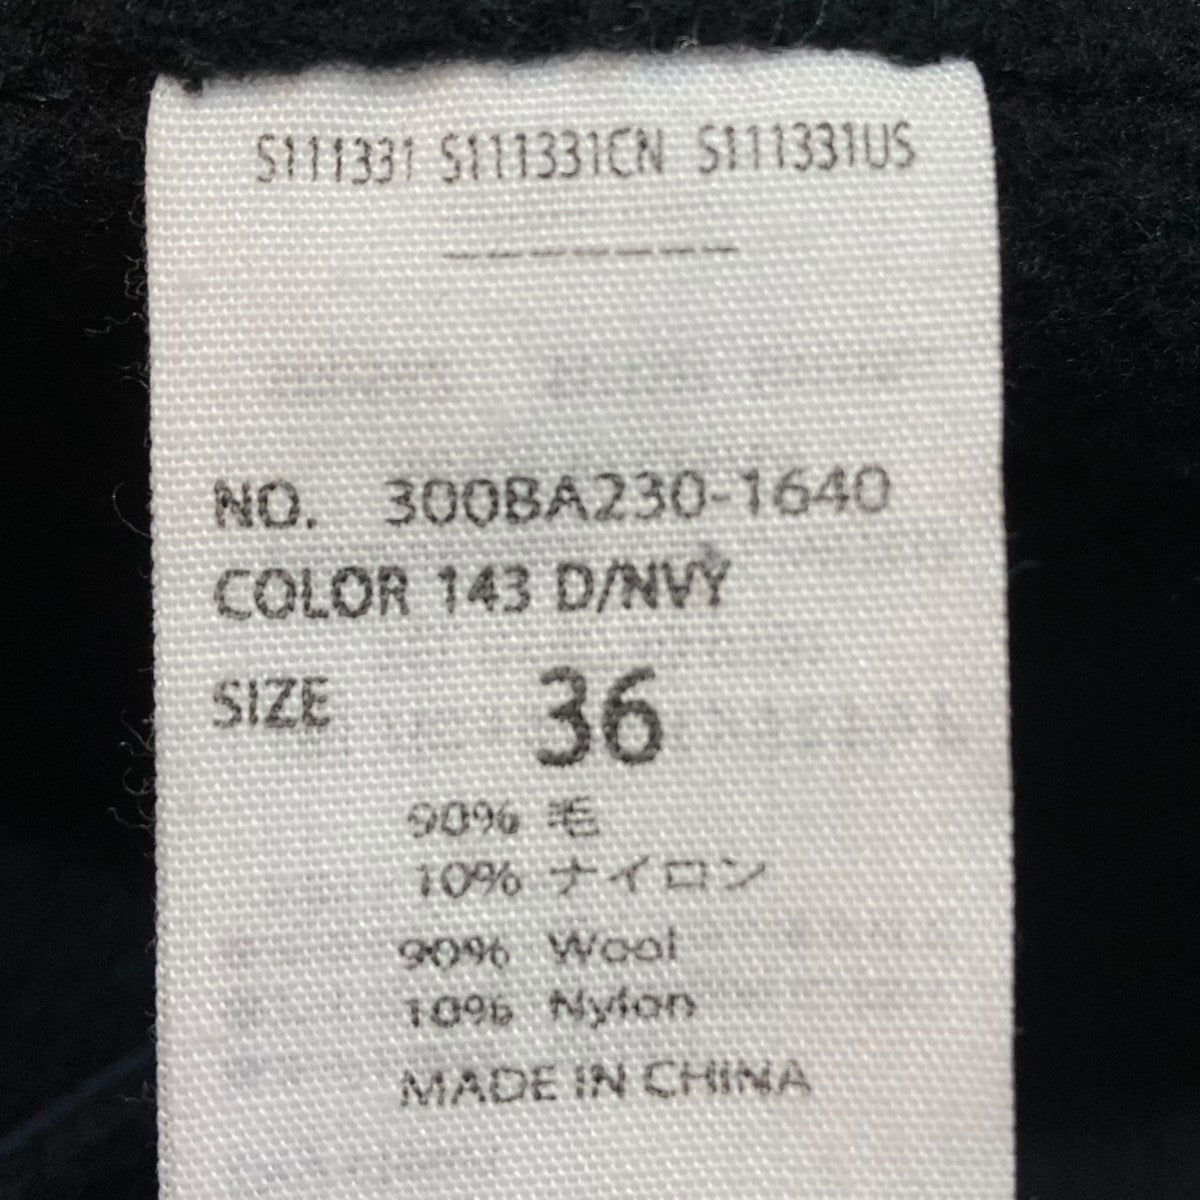 S111331 S111331CN S111331US
-------
NO. 300BA230-1640
COLOR 143 D/NVY
SIZE 36
90% 毛
10% ナイロン
90% Wool
10% Nylon
MADE IN CHINA